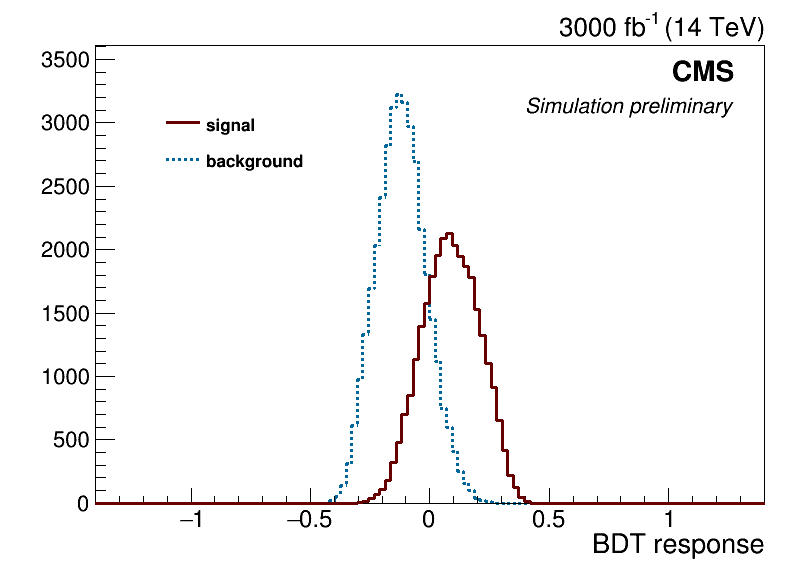 3000 fb⁻¹ (14 TeV)
CMS
Simulation preliminary
signal
background
3500
3000
2500
2000
1500
1000
500
0
−1
−0.5
0
0.5
1
BDT response